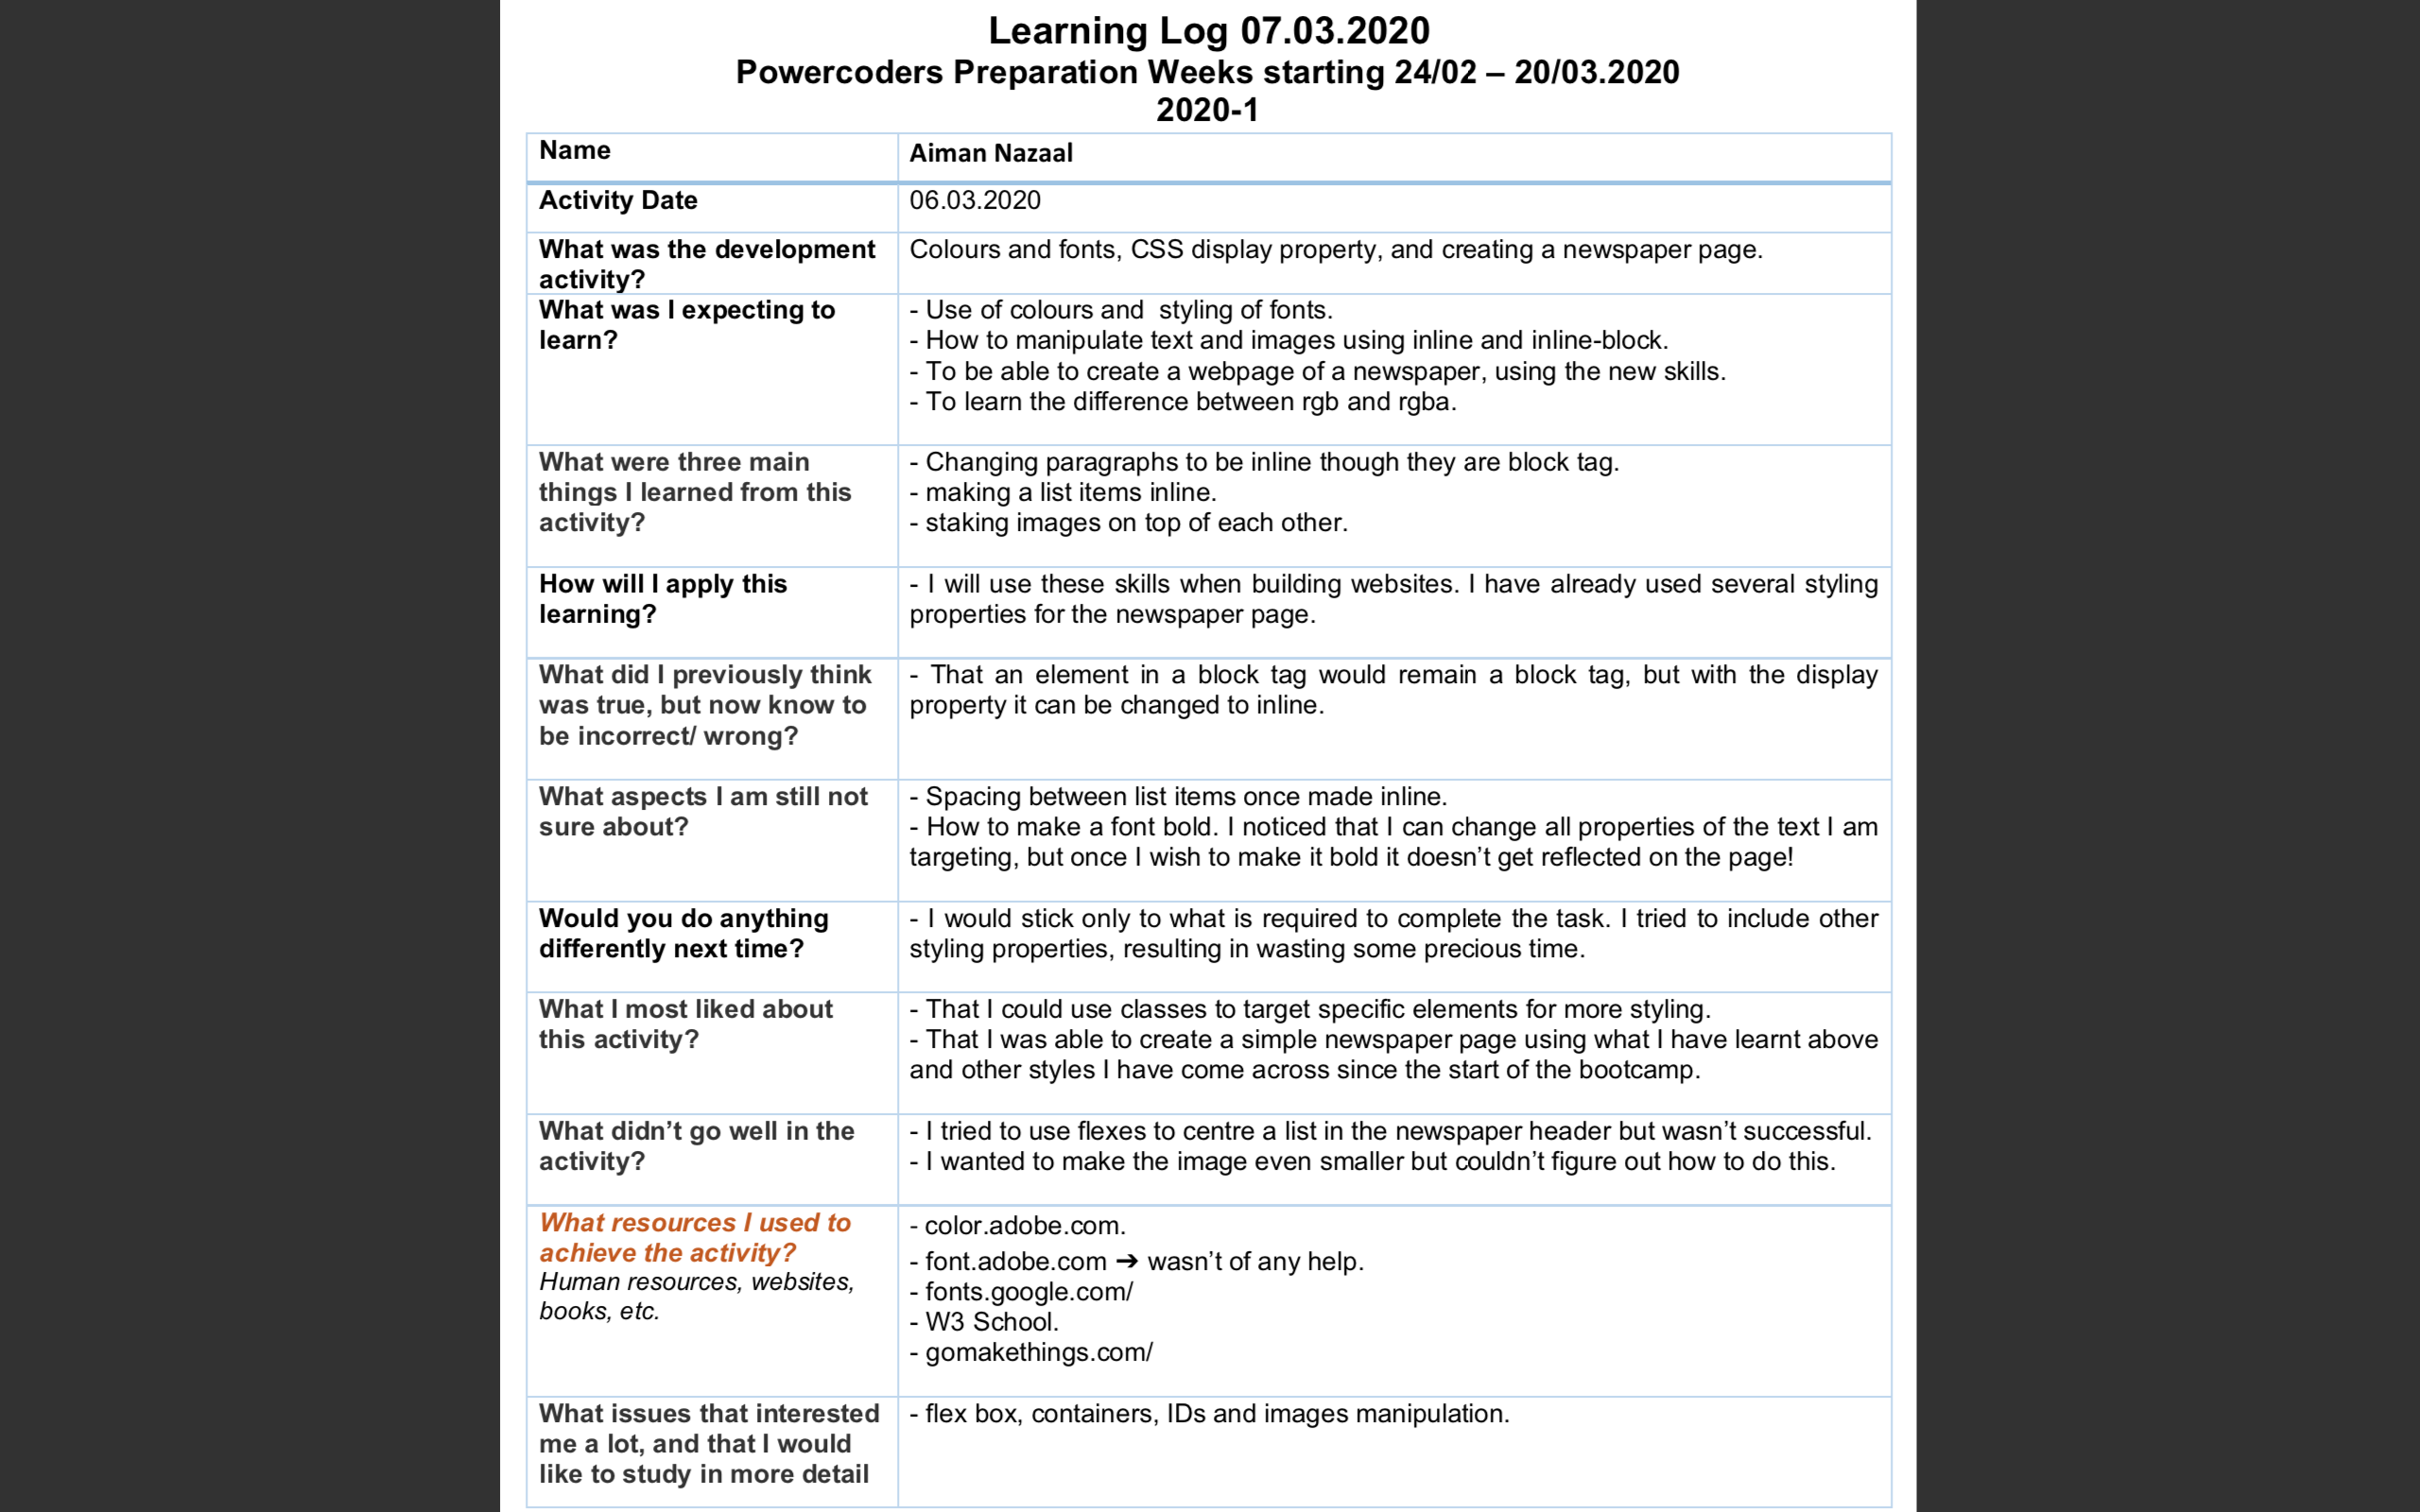 Learning Log 07.03.2020
Powercoders Preparation Weeks starting 24/02 – 20/03.2020
2020-1
Name
Aiman Nazaal
Activity Date
06.03.2020
What was the development
activity?
Colours and fonts, CSS display property, and creating a newspaper page.
What was I expecting to
learn?
- Use of colours and  styling of fonts.
- How to manipulate text and images using inline and inline-block.
- To be able to create a webpage of a newspaper, using the new skills.
- To learn the difference between rgb and rgba.
What were three main
things I learned from this
activity?
- Changing paragraphs to be inline though they are block tag.
- making a list items inline.
- staking images on top of each other.
How will I apply this
learning?
- I will use these skills when building websites. I have already used several styling
properties for the newspaper page.
What did I previously think
was true, but now know to
be incorrect/ wrong?
- That an element in a block tag would remain a block tag, but with the display
property it can be changed to inline.
What aspects I am still not
sure about?
- Spacing between list items once made inline.
- How to make a font bold. I noticed that I can change all properties of the text I am
targeting, but once I wish to make it bold it doesn’t get reflected on the page!
Would you do anything
differently next time?
- I would stick only to what is required to complete the task. I tried to include other
styling properties, resulting in wasting some precious time.
What I most liked about
this activity?
- That I could use classes to target specific elements for more styling.
- That I was able to create a simple newspaper page using what I have learnt above
and other styles I have come across since the start of the bootcamp.
What didn’t go well in the
activity?
- I tried to use flexes to centre a list in the newspaper header but wasn’t successful.
- I wanted to make the image even smaller but couldn’t figure out how to do this.
What resources I used to
achieve the activity?
Human resources, websites,
books, etc.
- color.adobe.com.
- font.adobe.com ➔ wasn’t of any help.
- fonts.google.com/
- W3 School.
- gomakethings.com/
What issues that interested
me a lot, and that I would
like to study in more detail
- flex box, containers, IDs and images manipulation.